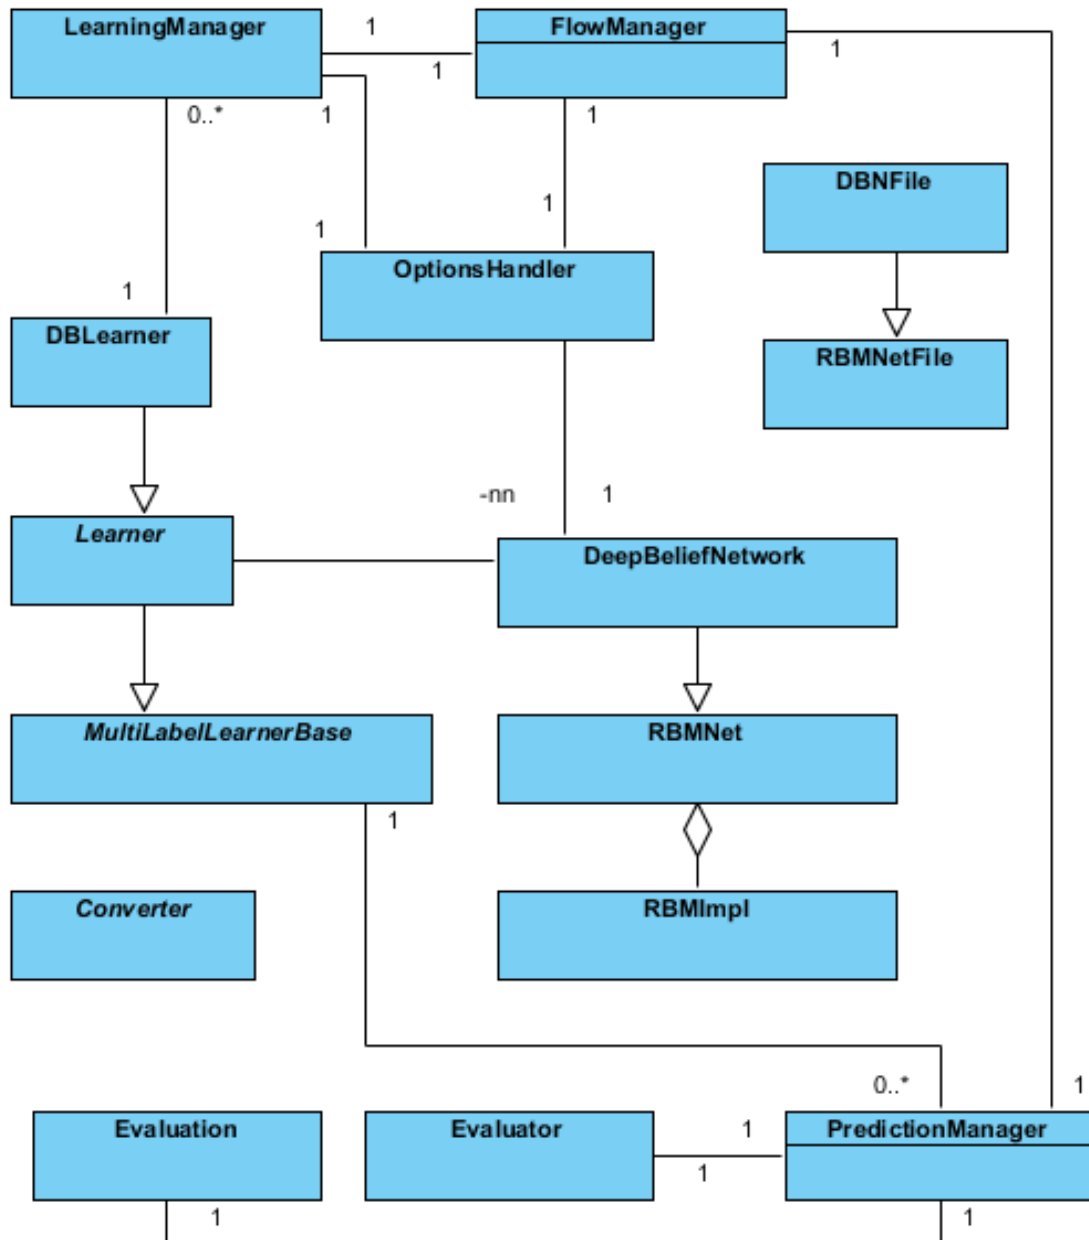 LearningManager
1
FlowManager
1
1
0..*
1
1
DBNFile
1
1
OptionsHandler
1
DBLearner
RBMNetFile
-nn
1
Learner
DeepBeliefNetwork
MultiLabelLearnerBase
RBMNet
1
Converter
RBMImpl
0..*
1
Evaluation
Evaluator
1
PredictionManager
1
1
1